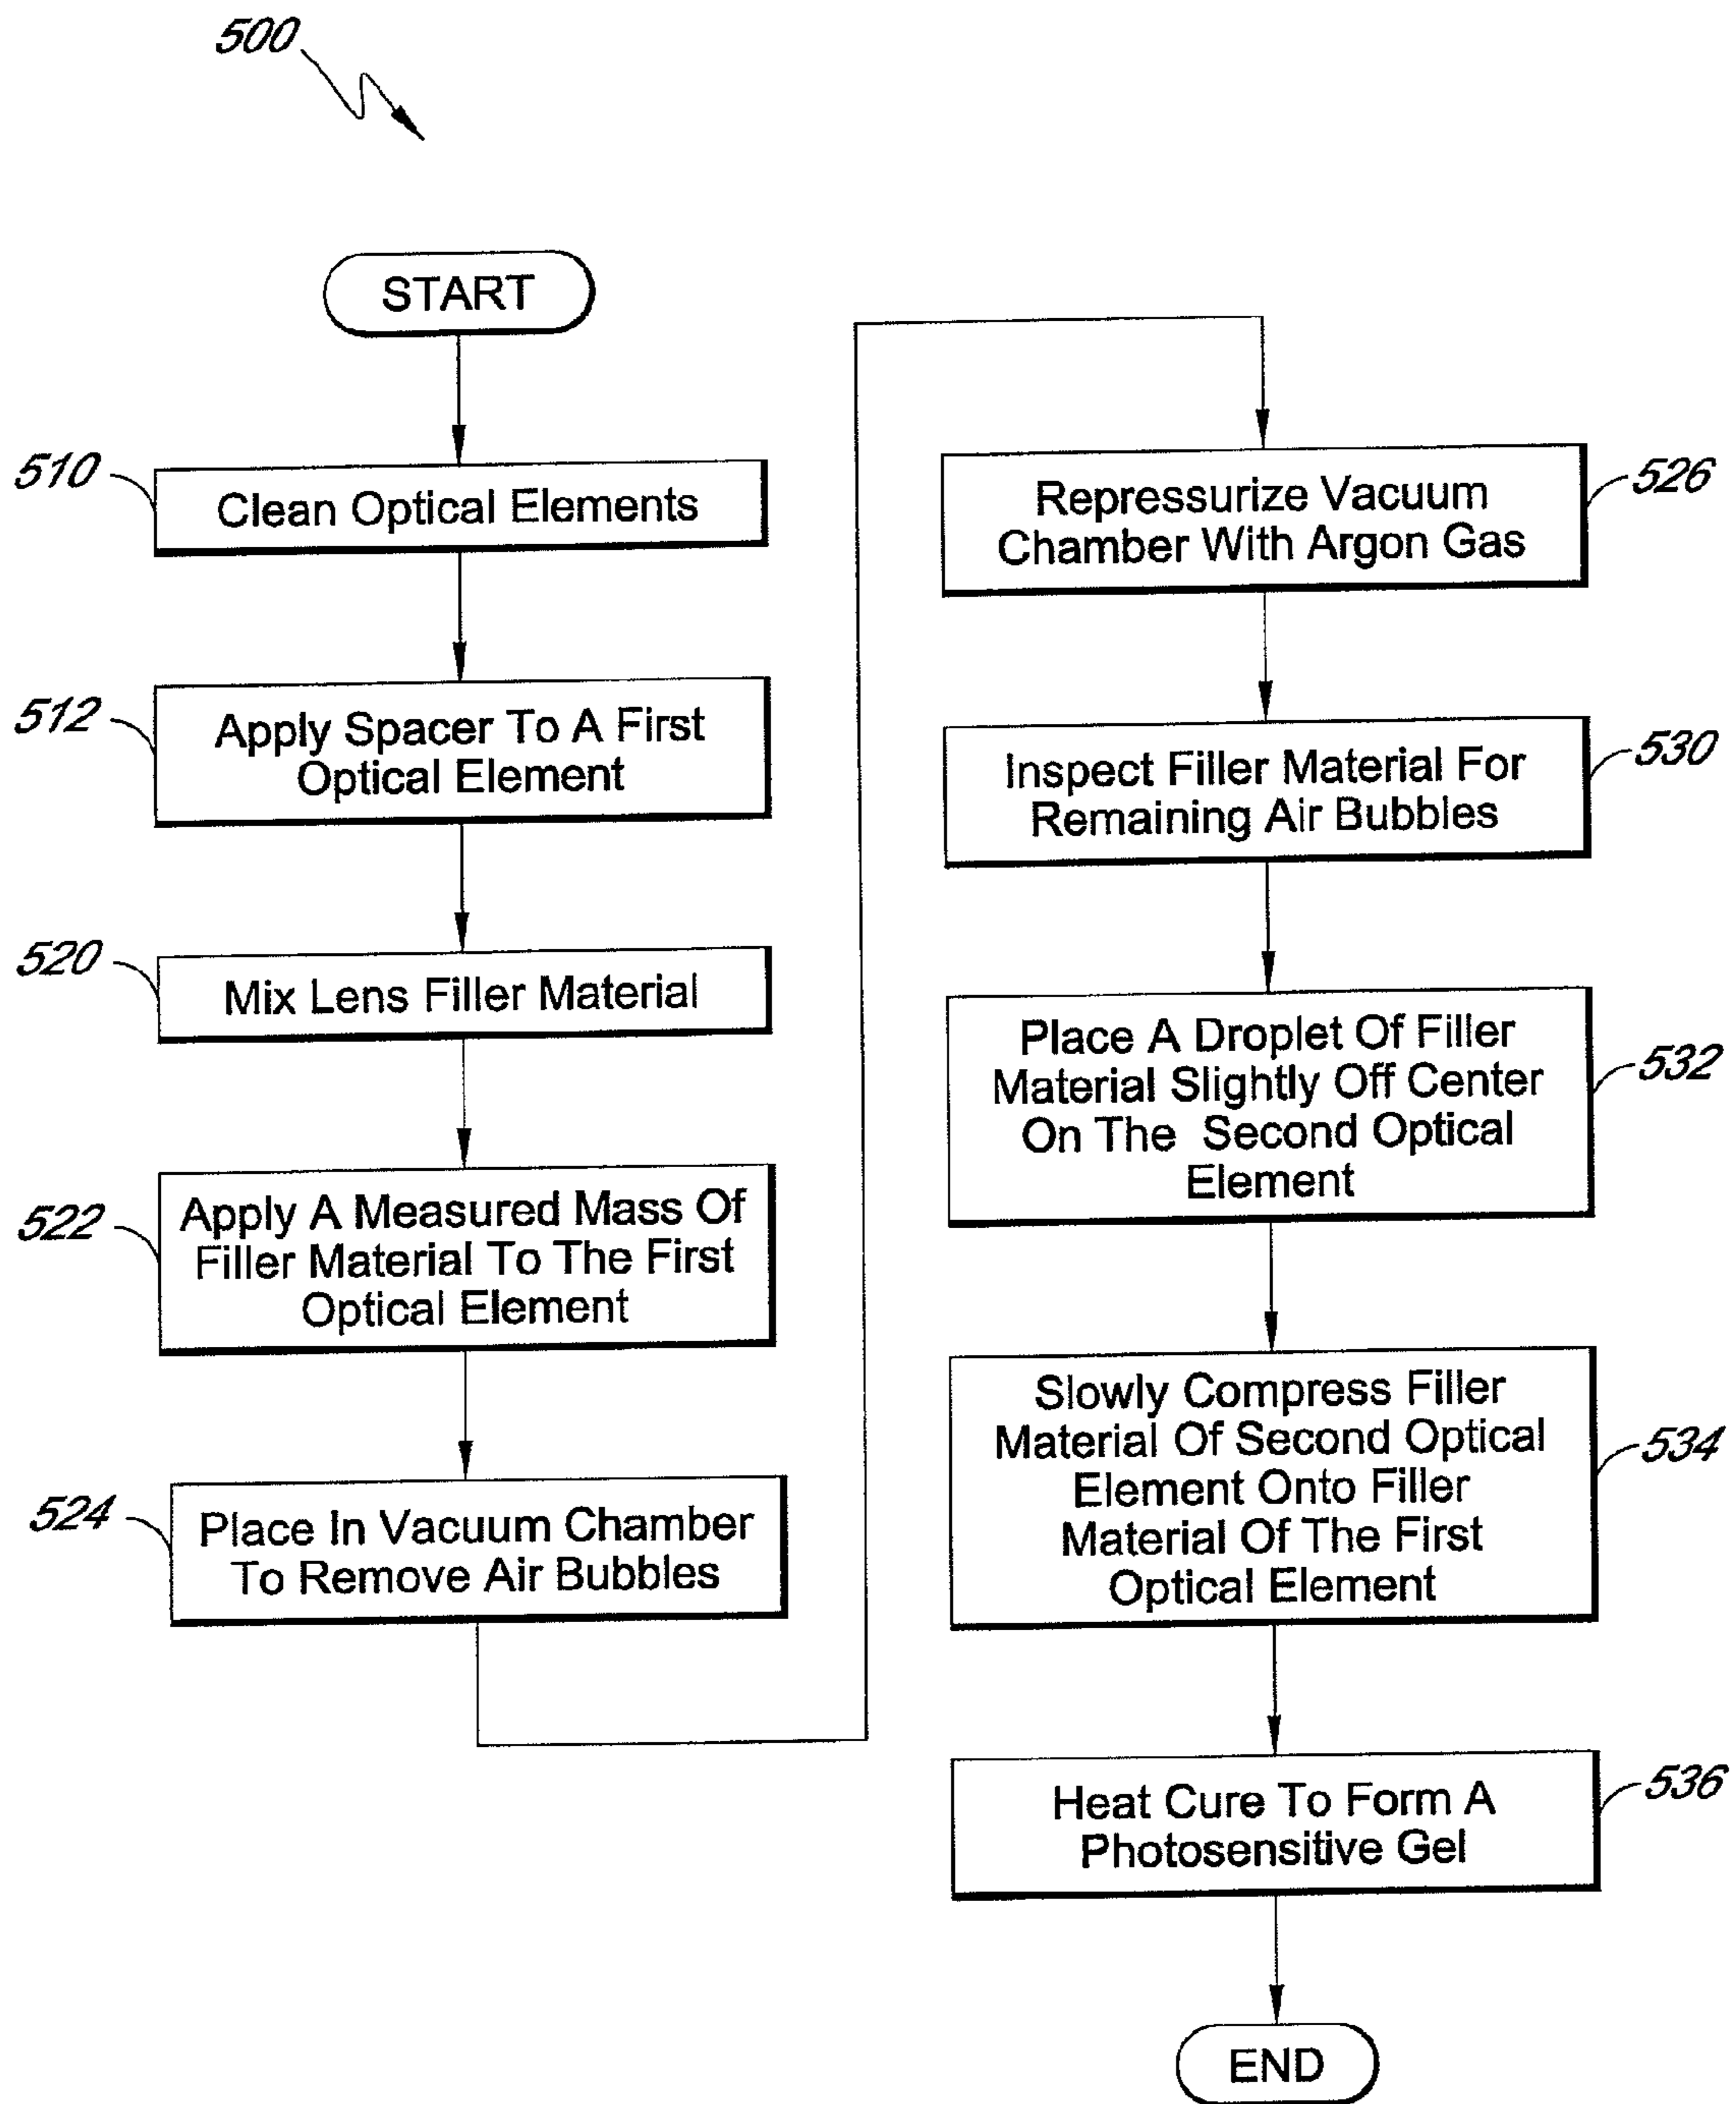 500
START
510
Clean Optical Elements
512
Apply Spacer To A First
Optical Element
520
Mix Lens Filler Material
522
Apply A Measured Mass Of
Filler Material To The First
Optical Element
524
Place In Vacuum Chamber
To Remove Air Bubbles
Repressurize Vacuum
Chamber With Argon Gas
526
Inspect Filler Material For
Remaining Air Bubbles
530
Place A Droplet Of Filler
Material Slightly Off Center
On The Second Optical
Element
532
Slowly Compress Filler
Material Of Second Optical
Element Onto Filler
Material Of The First
Optical Element
534
Heat Cure To Form A
Photosensitive Gel
536
END